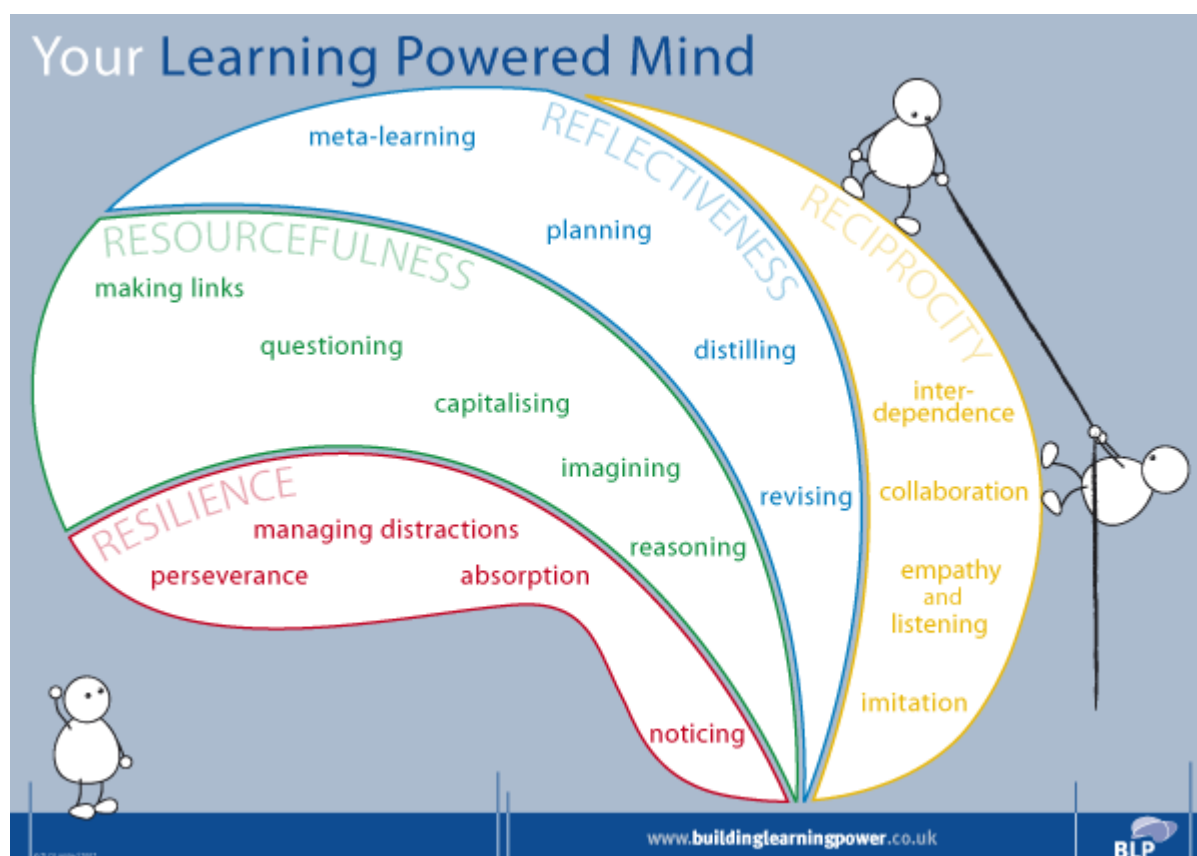 Your Learning Powered Mind
meta-learning
REFLECTIVENESS
planning
distilling
revising
RESOURCEFULNESS
making links
questioning
capitalising
imagining
reasoning
RESILIENCE
managing distractions
perseverance
absorption
noticing
RECIPROCITY
inter-
dependence
collaboration
empathy
and
listening
imitation
www.buildinglearningpower.co.uk
BLP